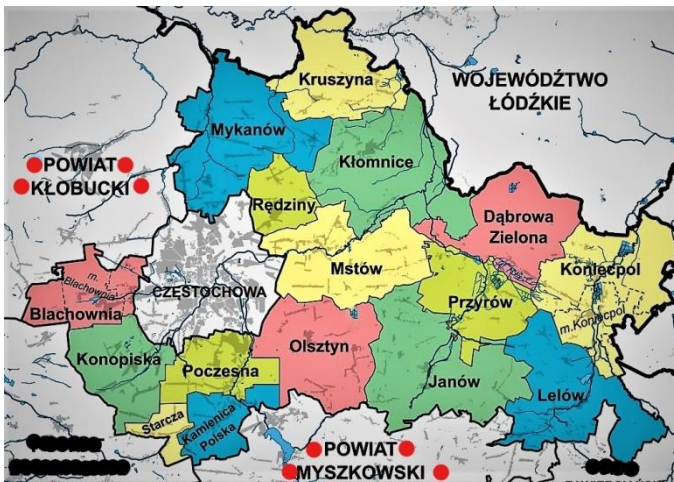 Kruszyna
WOJEWÓDŹTWO
ŁÓDZKIE
Mykanów
POWIAT
KŁOBUCKI
Kłomnice
Rędziny
Dąbrowa
Zielona
Mstów
Koniecpol
m.
Blachownia
CZĘSTOCHOWA
Blachownia
Przyrów
m.Koniecpol
Konopiska
Olsztyn
Poczesna
Janów
Lelów
Starcza
Kamienica
Polska
POWIAT
MYSZKOWSKI